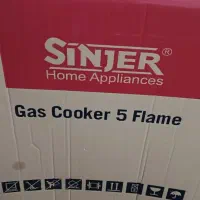 SiNJER®
Home Appliances
Gas Cooker 5 Flame